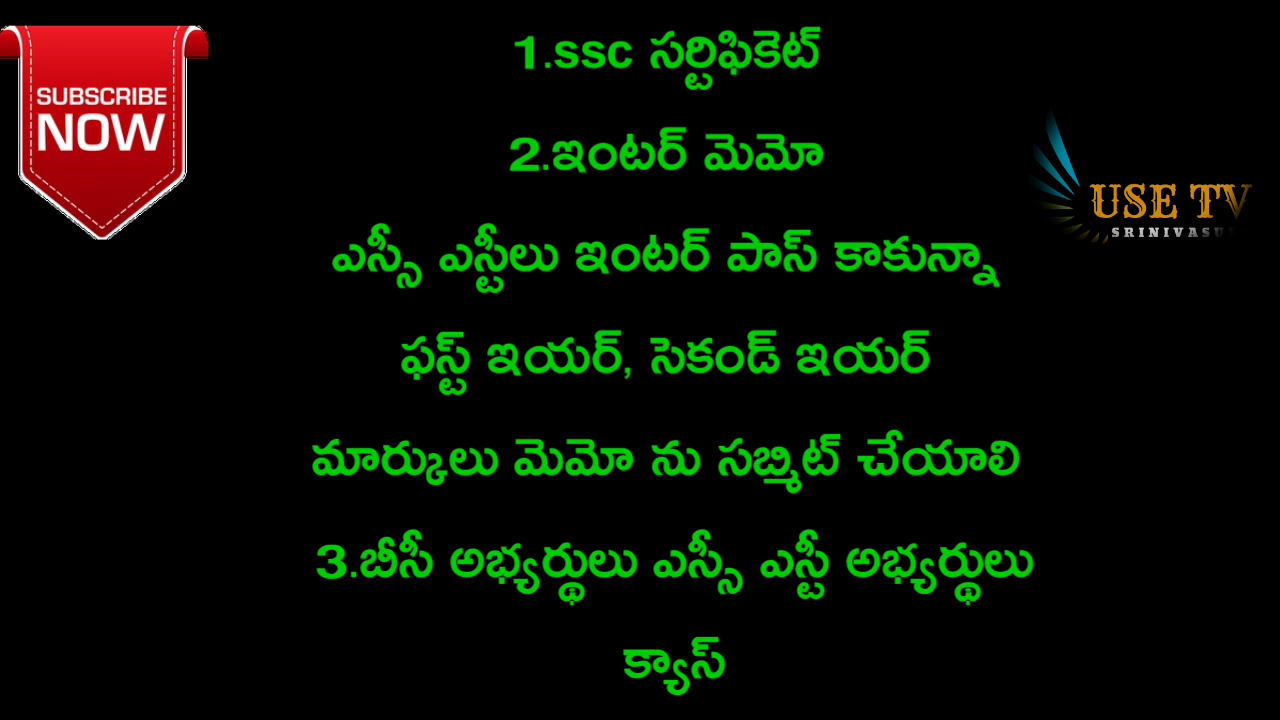 SUBSCRIBE
NOW
1.ssc సర్టిఫికెట్
2.ఇంటర్ మెమో
USE TV
ఎస్సీ ఎస్టీలు ఇంటర్ పాస్ కాకున్నా
ఫస్ట్ ఇయర్, సెకండ్ ఇయర్
మార్కులు మెమో ను సబ్మిట్ చేయాలి
3.బీసీ అభ్యర్థులు ఎస్సీ ఎస్టీ అభ్యర్థులు
క్యాస్